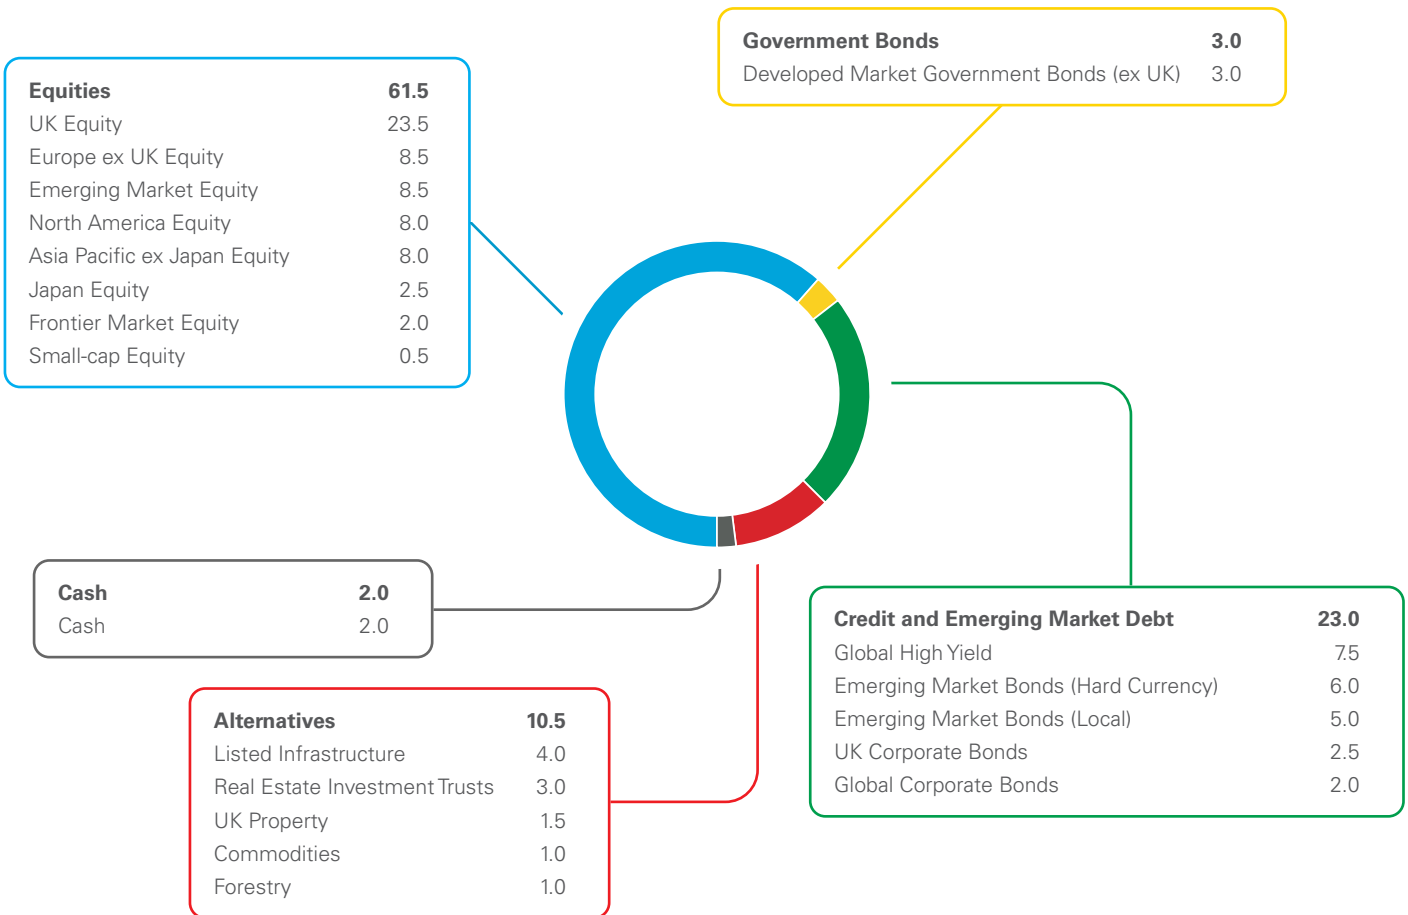 Government Bonds 3.0
Developed Market Government Bonds (ex UK) 3.0
Equities 61.5
UK Equity 23.5
Europe ex UK Equity 8.5
Emerging Market Equity 8.5
North America Equity 8.0
Asia Pacific ex Japan Equity 8.0
Japan Equity 2.5
Frontier Market Equity 2.0
Small-cap Equity 0.5
Cash 2.0
Cash 2.0
Credit and Emerging Market Debt 23.0
Global High Yield 7.5
Emerging Market Bonds (Hard Currency) 6.0
Emerging Market Bonds (Local) 5.0
UK Corporate Bonds 2.5
Global Corporate Bonds 2.0
Alternatives 10.5
Listed Infrastructure 4.0
Real Estate Investment Trusts 3.0
UK Property 1.5
Commodities 1.0
Forestry 1.0